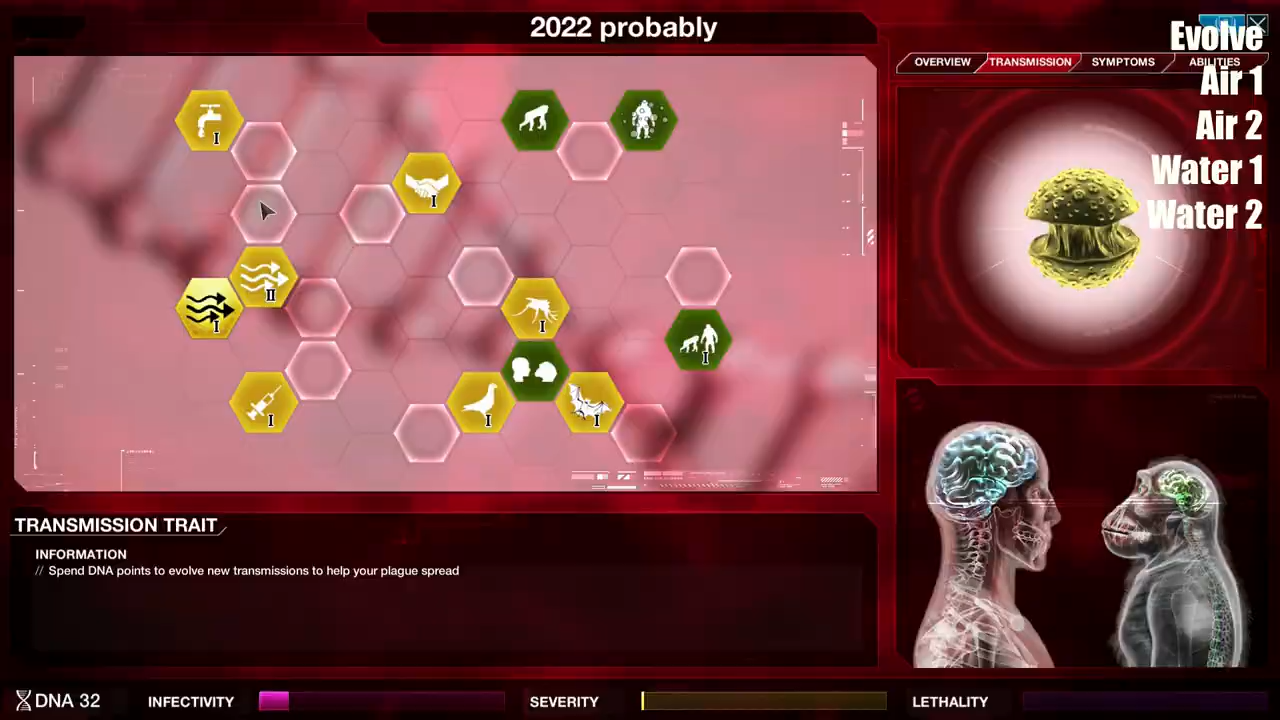 2022 probably
Evolve
Air 1
Air 2
Water 1
Water 2
OVERVIEW
TRANSMISSION
SYMPTOMS
ABILITIES
I
I
II
I
I
I
I
I
I
TRANSMISSION TRAIT
INFORMATION
// Spend DNA points to evolve new transmissions to help your plague spread
DNA 32
INFECTIVITY
SEVERITY
LETHALITY